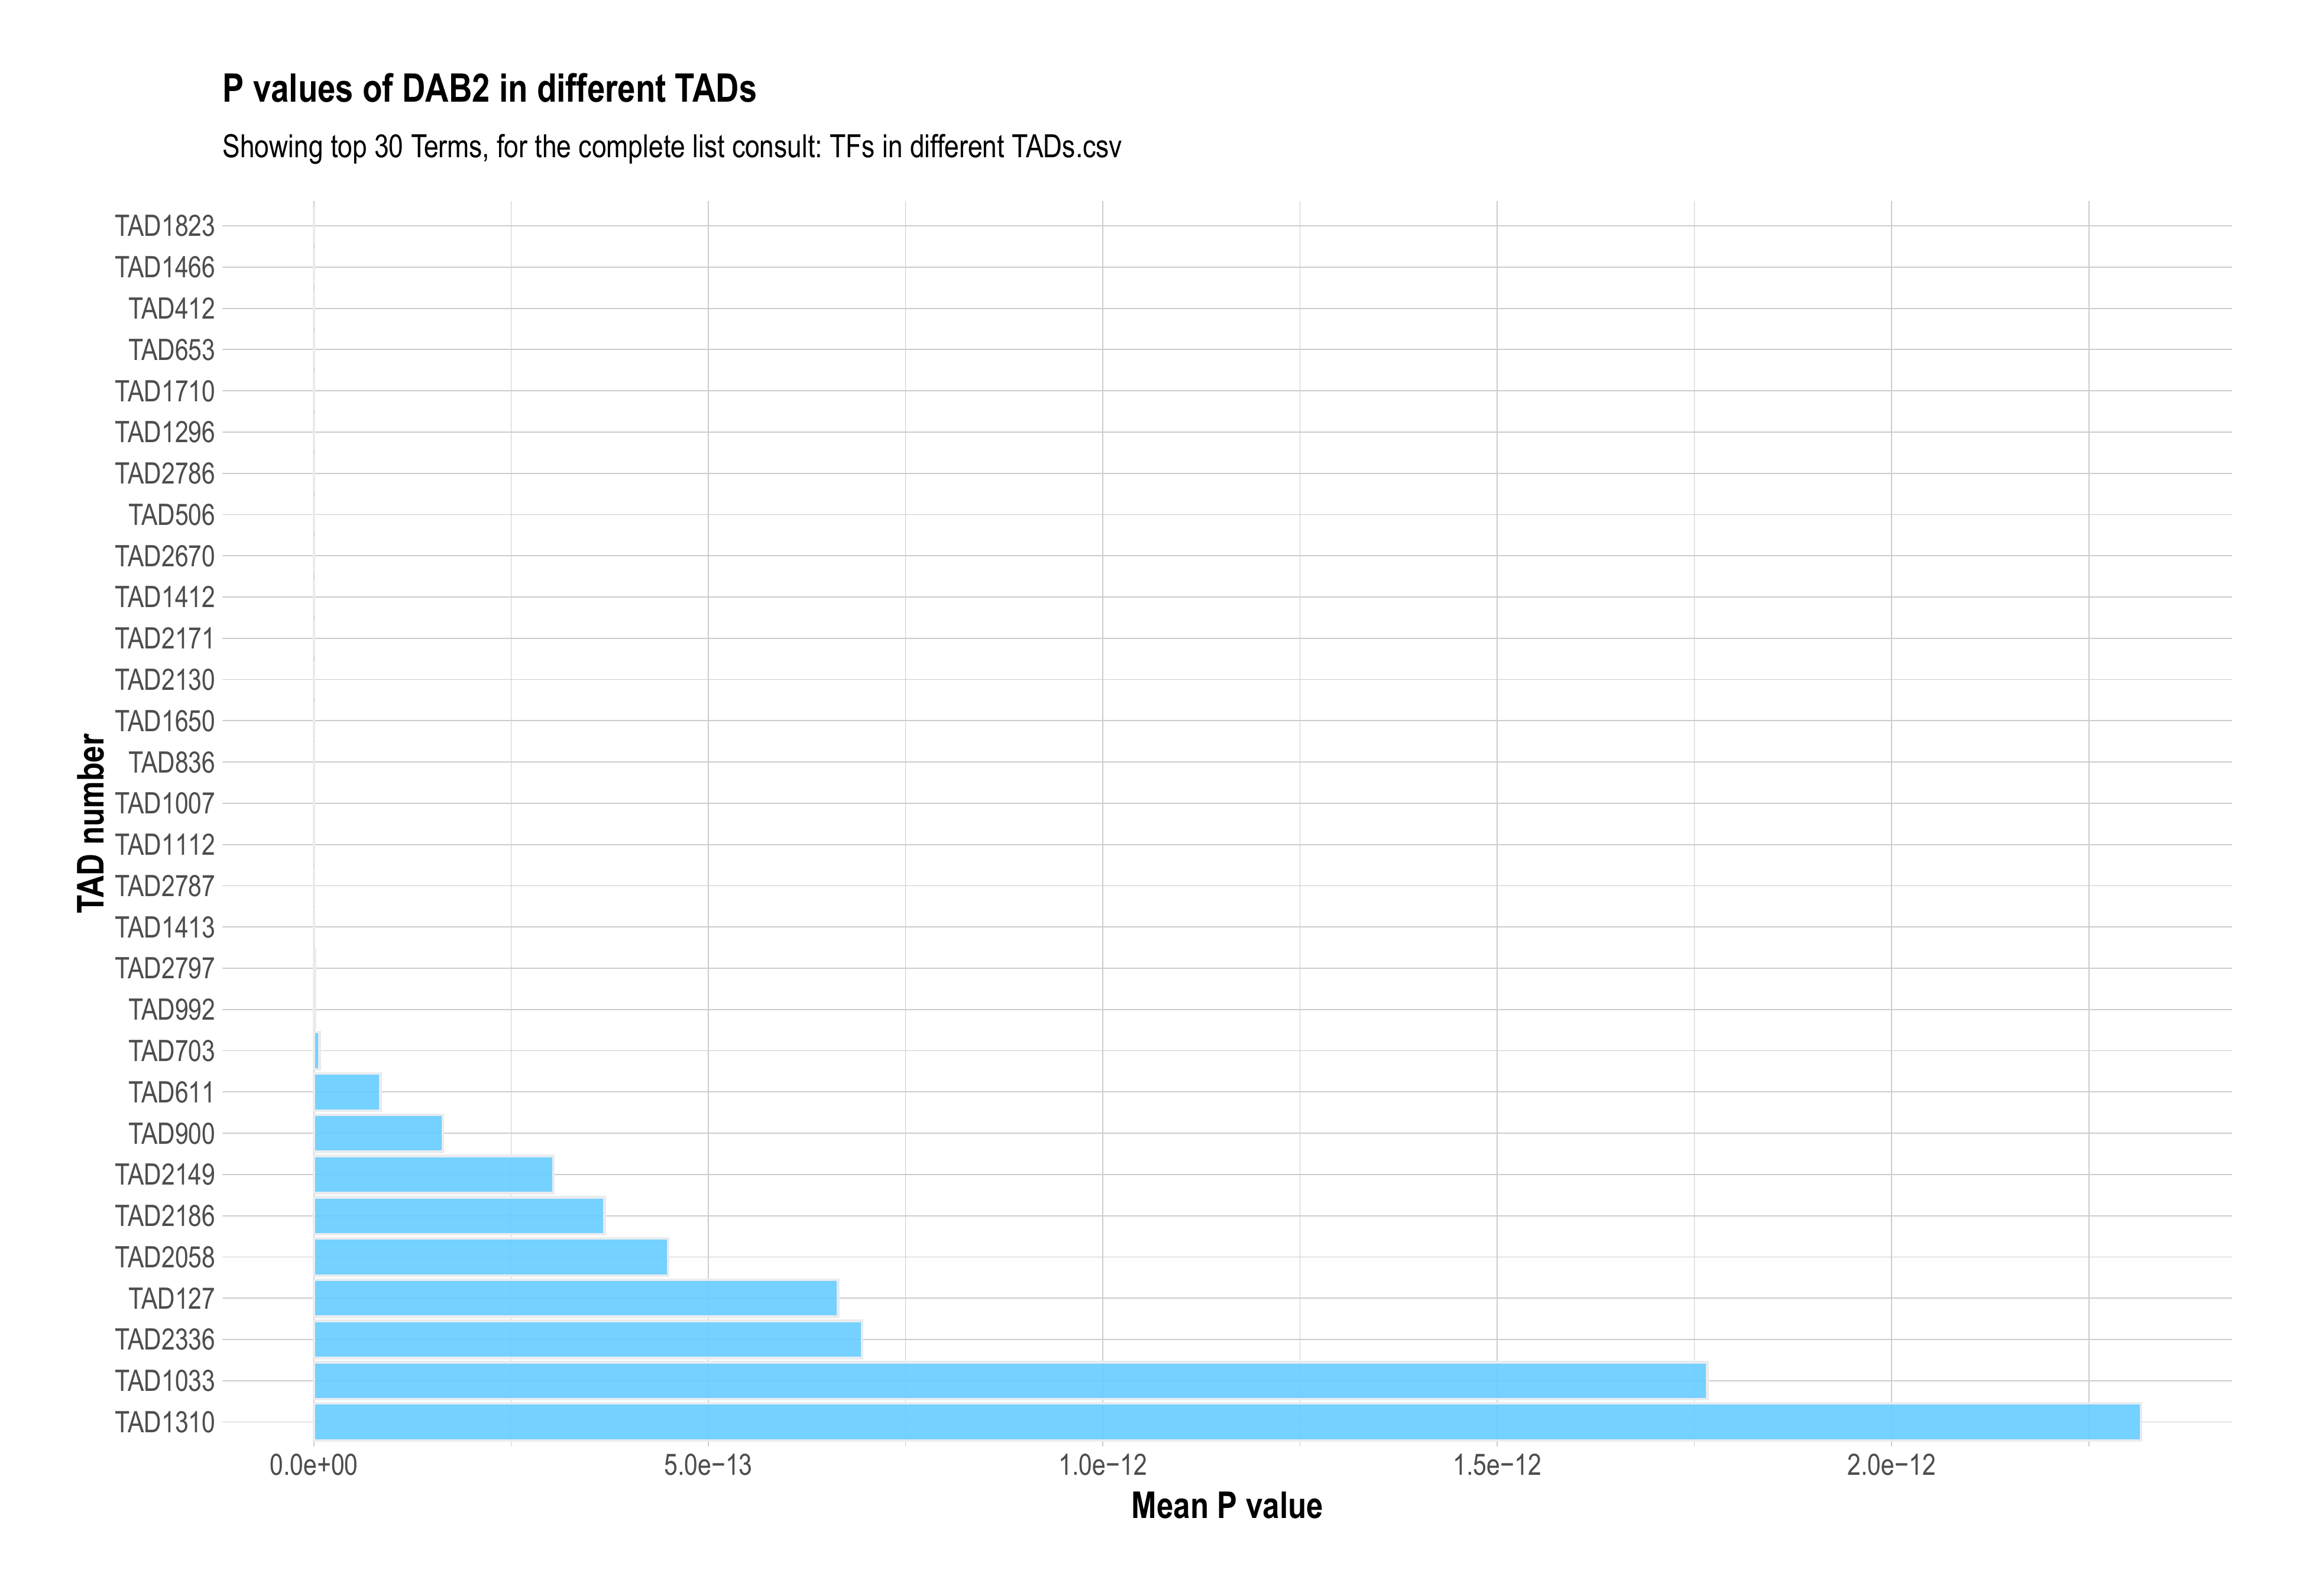 P values of DAB2 in different TADs
Showing top 30 Terms, for the complete list consult: TFs in different TADs.csv
TAD number
TAD1823
TAD1466
TAD412
TAD653
TAD1710
TAD1296
TAD2786
TAD506
TAD2670
TAD1412
TAD2171
TAD2130
TAD1650
TAD836
TAD1007
TAD1112
TAD2787
TAD1413
TAD2797
TAD992
TAD703
TAD611
TAD900
TAD2149
TAD2186
TAD2058
TAD127
TAD2336
TAD1033
TAD1310
0.0e+00 5.0e−13 1.0e−12 1.5e−12 2.0e−12
Mean P value